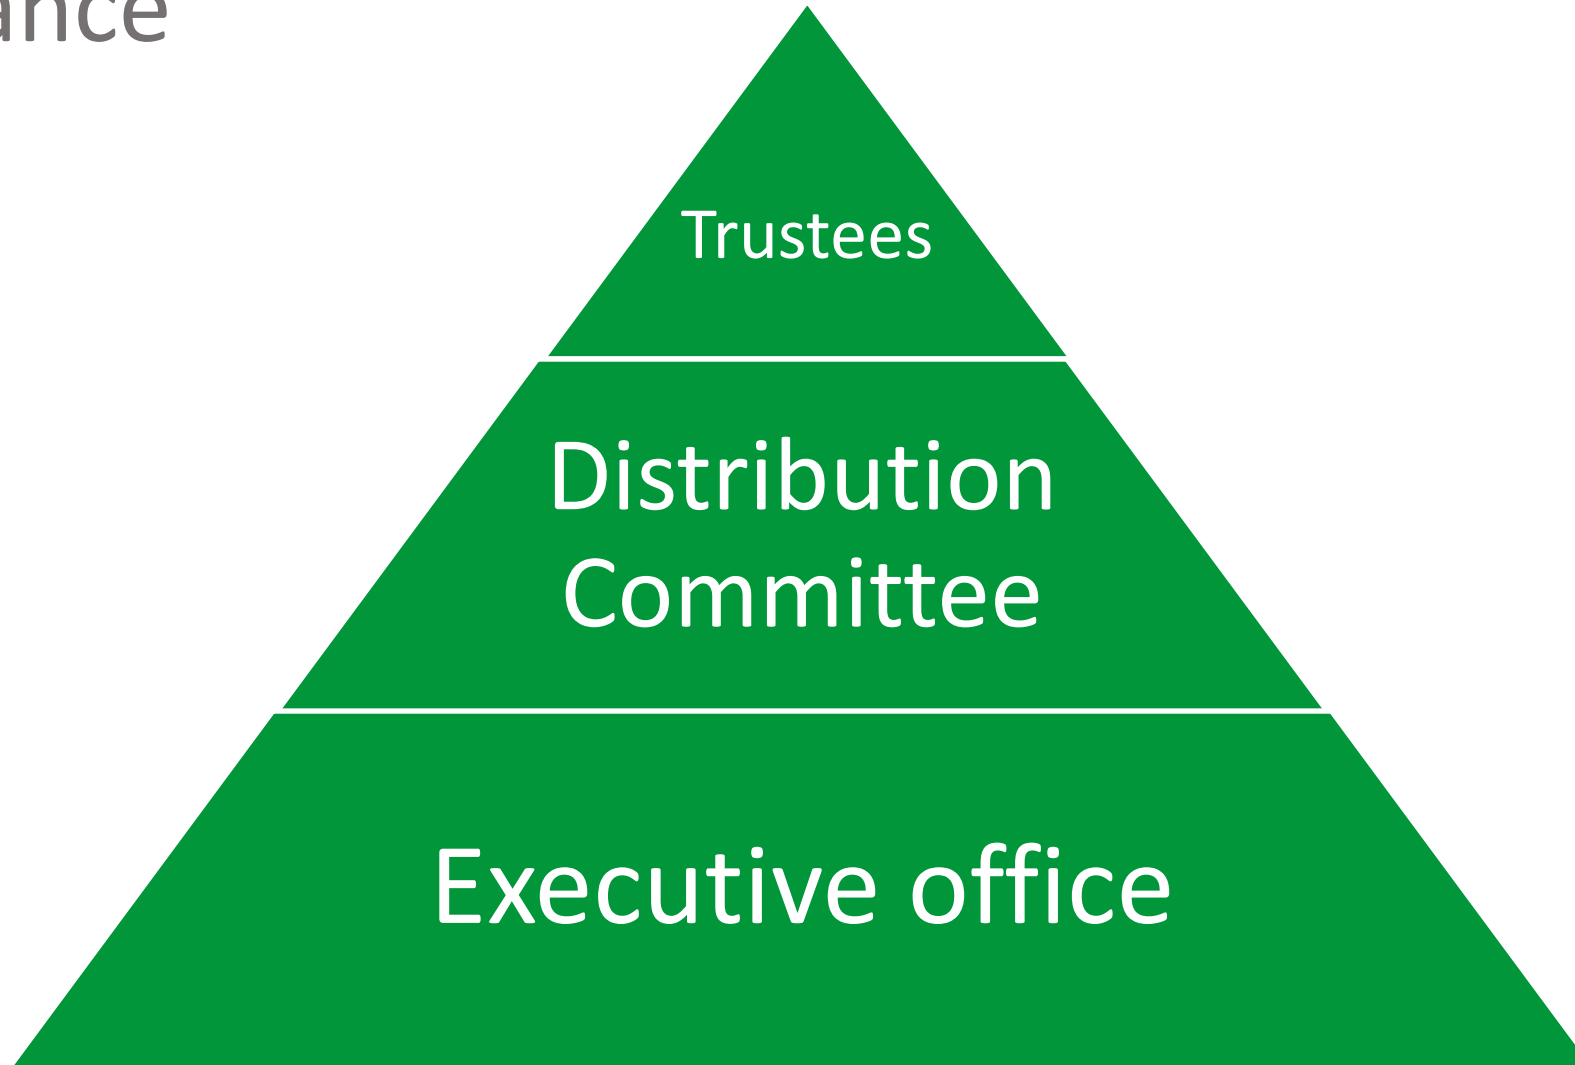 Trustees
Distribution
Committee
Executive office